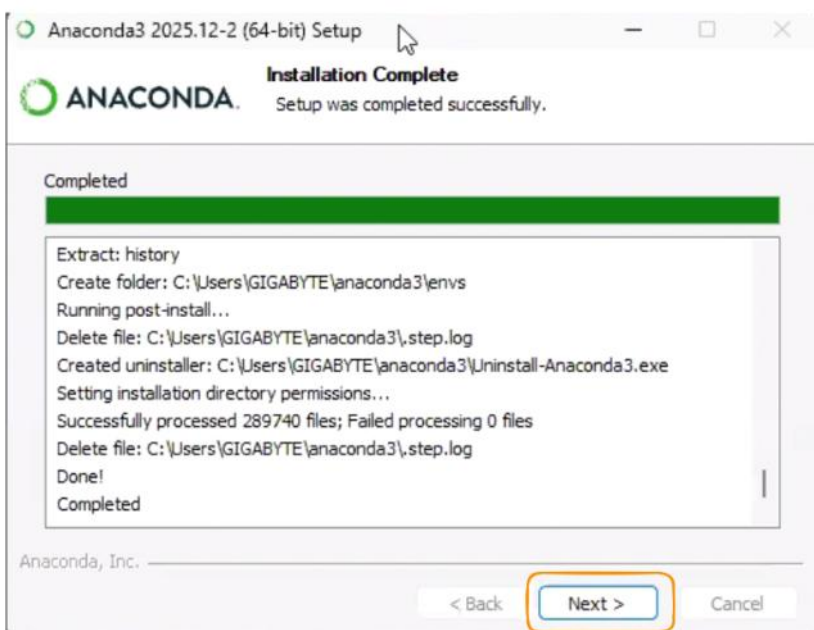 Anaconda3 2025.12-2 (64-bit) Setup
Installation Complete
ANACONDA.
Setup was completed successfully.
Completed
Extract: history
Create folder: C:\Users\GIGABYTE\anaconda3\envs
Running post-install...
Delete file: C:\Users\GIGABYTE\anaconda3\.step.log
Created uninstaller: C:\Users\GIGABYTE\anaconda3\Uninstall-Anaconda3.exe
Setting installation directory permissions...
Successfully processed 289740 files; Failed processing 0 files
Delete file: C:\Users\GIGABYTE\anaconda3\.step.log
Done!
Completed
Anaconda, Inc.
< Back Next > Cancel